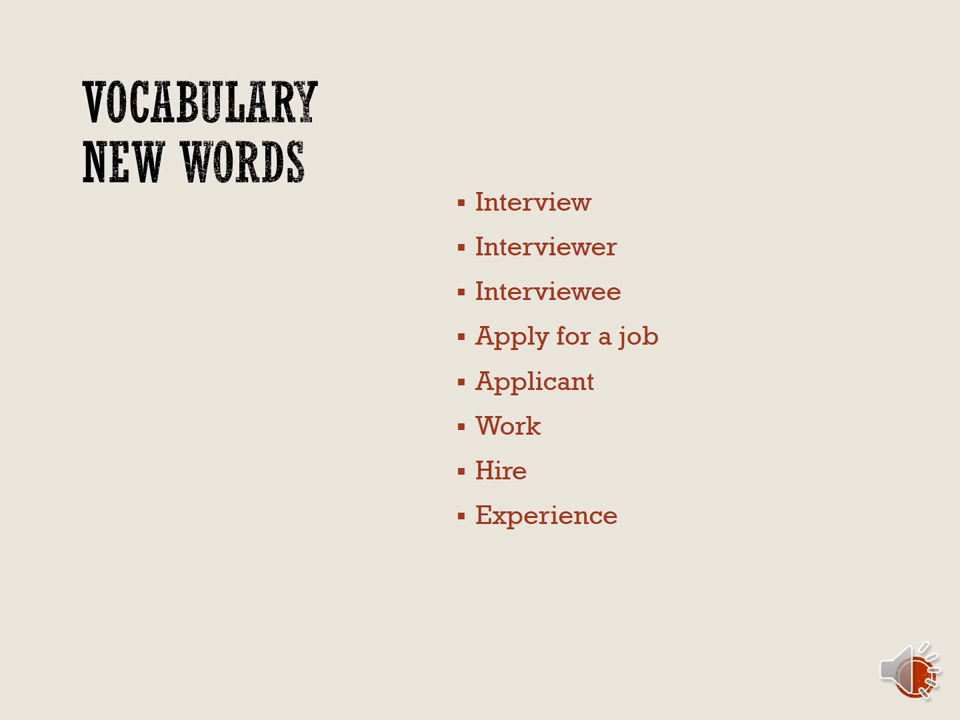 VOCABULARY
NEW WORDS
▪ Interview
▪ Interviewer
▪ Interviewee
▪ Apply for a job
▪ Applicant
▪ Work
▪ Hire
▪ Experience